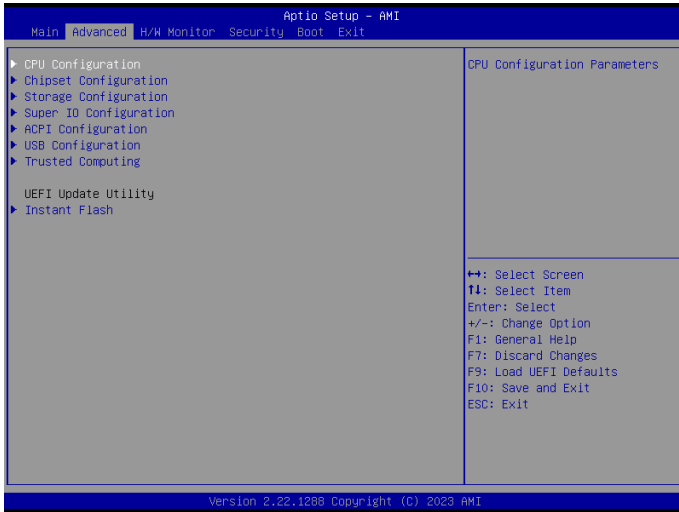 Aptio Setup – AMI
Main Advanced H/W Monitor Security Boot Exit
CPU Configuration
Chipset Configuration
Storage Configuration
Super IO Configuration
ACPI Configuration
USB Configuration
Trusted Computing
UEFI Update Utility
Instant Flash
CPU Configuration Parameters
↔: Select Screen
↑↓: Select Item
Enter: Select
+/-: Change Option
F1: General Help
F7: Discard Changes
F9: Load UEFI Defaults
F10: Save and Exit
ESC: Exit
Version 2.22.1288 Copyright (C) 2023 AMI